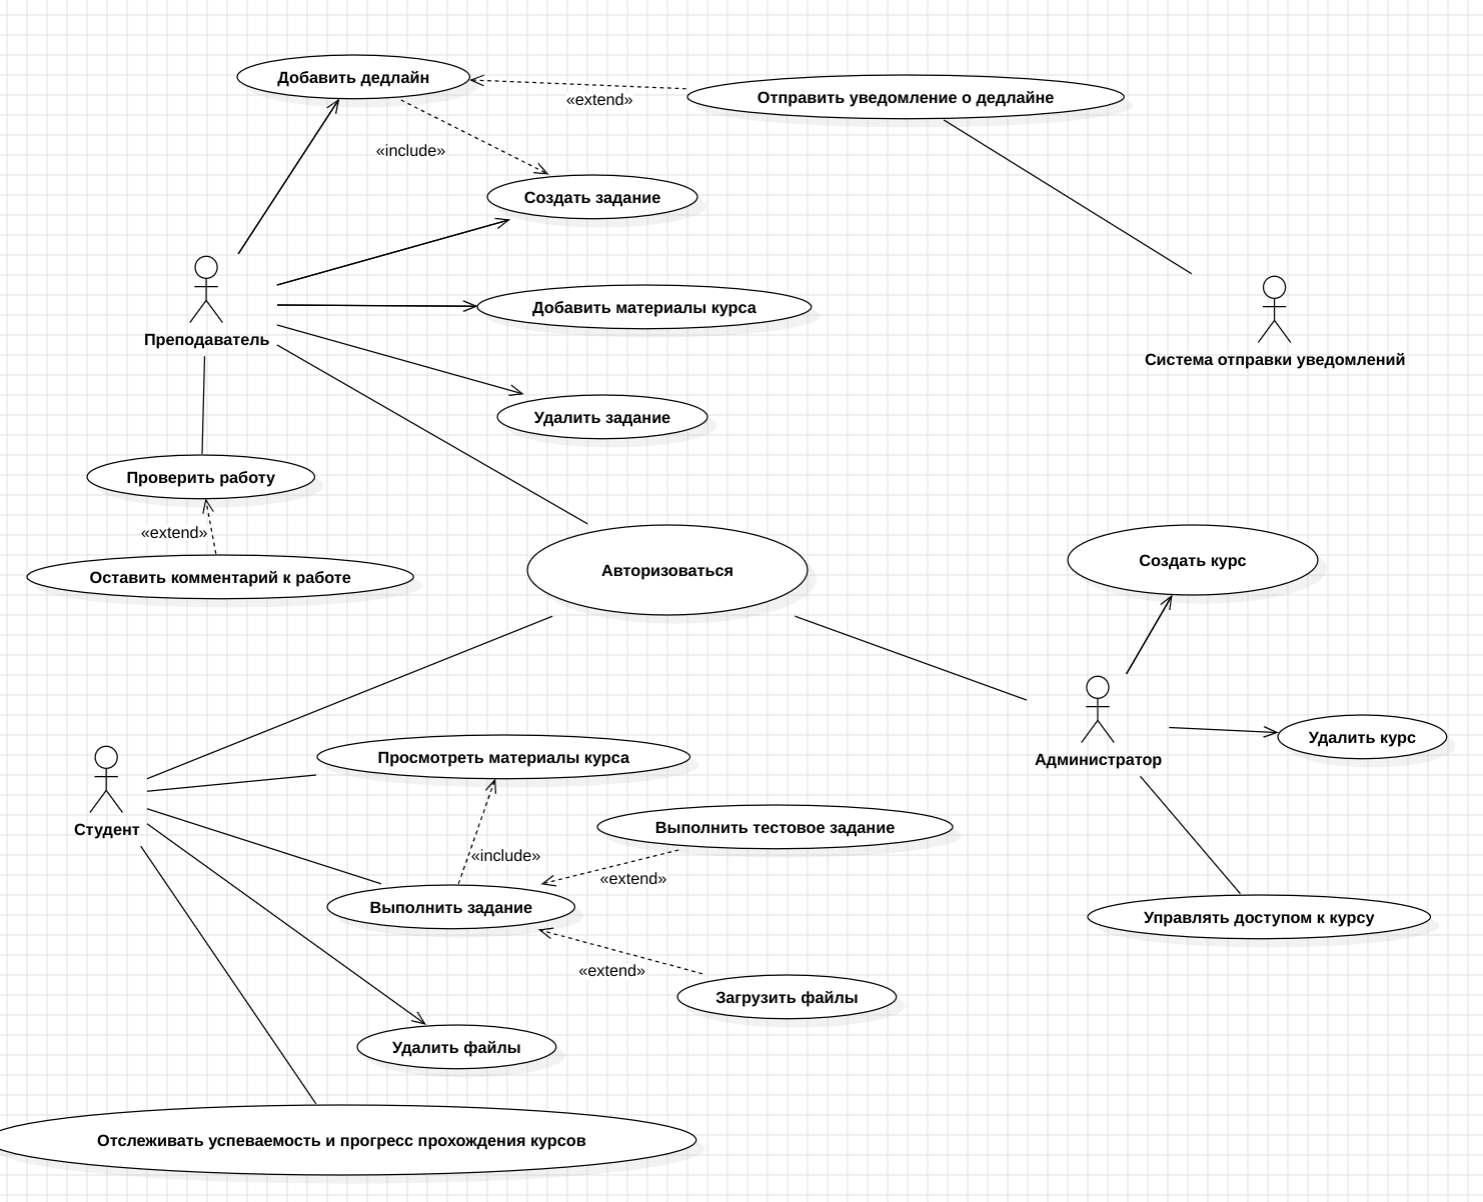 Добавить дедлайн
Отправить уведомление о дедлайне
«extend»
«include»
Создать задание
Добавить материалы курса
Преподаватель
Система отправки уведомлений
Удалить задание
Проверить работу
«extend»
Оставить комментарий к работе
Авторизоваться
Создать курс
Удалить курс
Администратор
Просмотреть материалы курса
Студент
Выполнить тестовое задание
«include»
«extend»
Выполнить задание
Управлять доступом к курсу
«extend»
Загрузить файлы
Удалить файлы
Отслеживать успеваемость и прогресс прохождения курсов